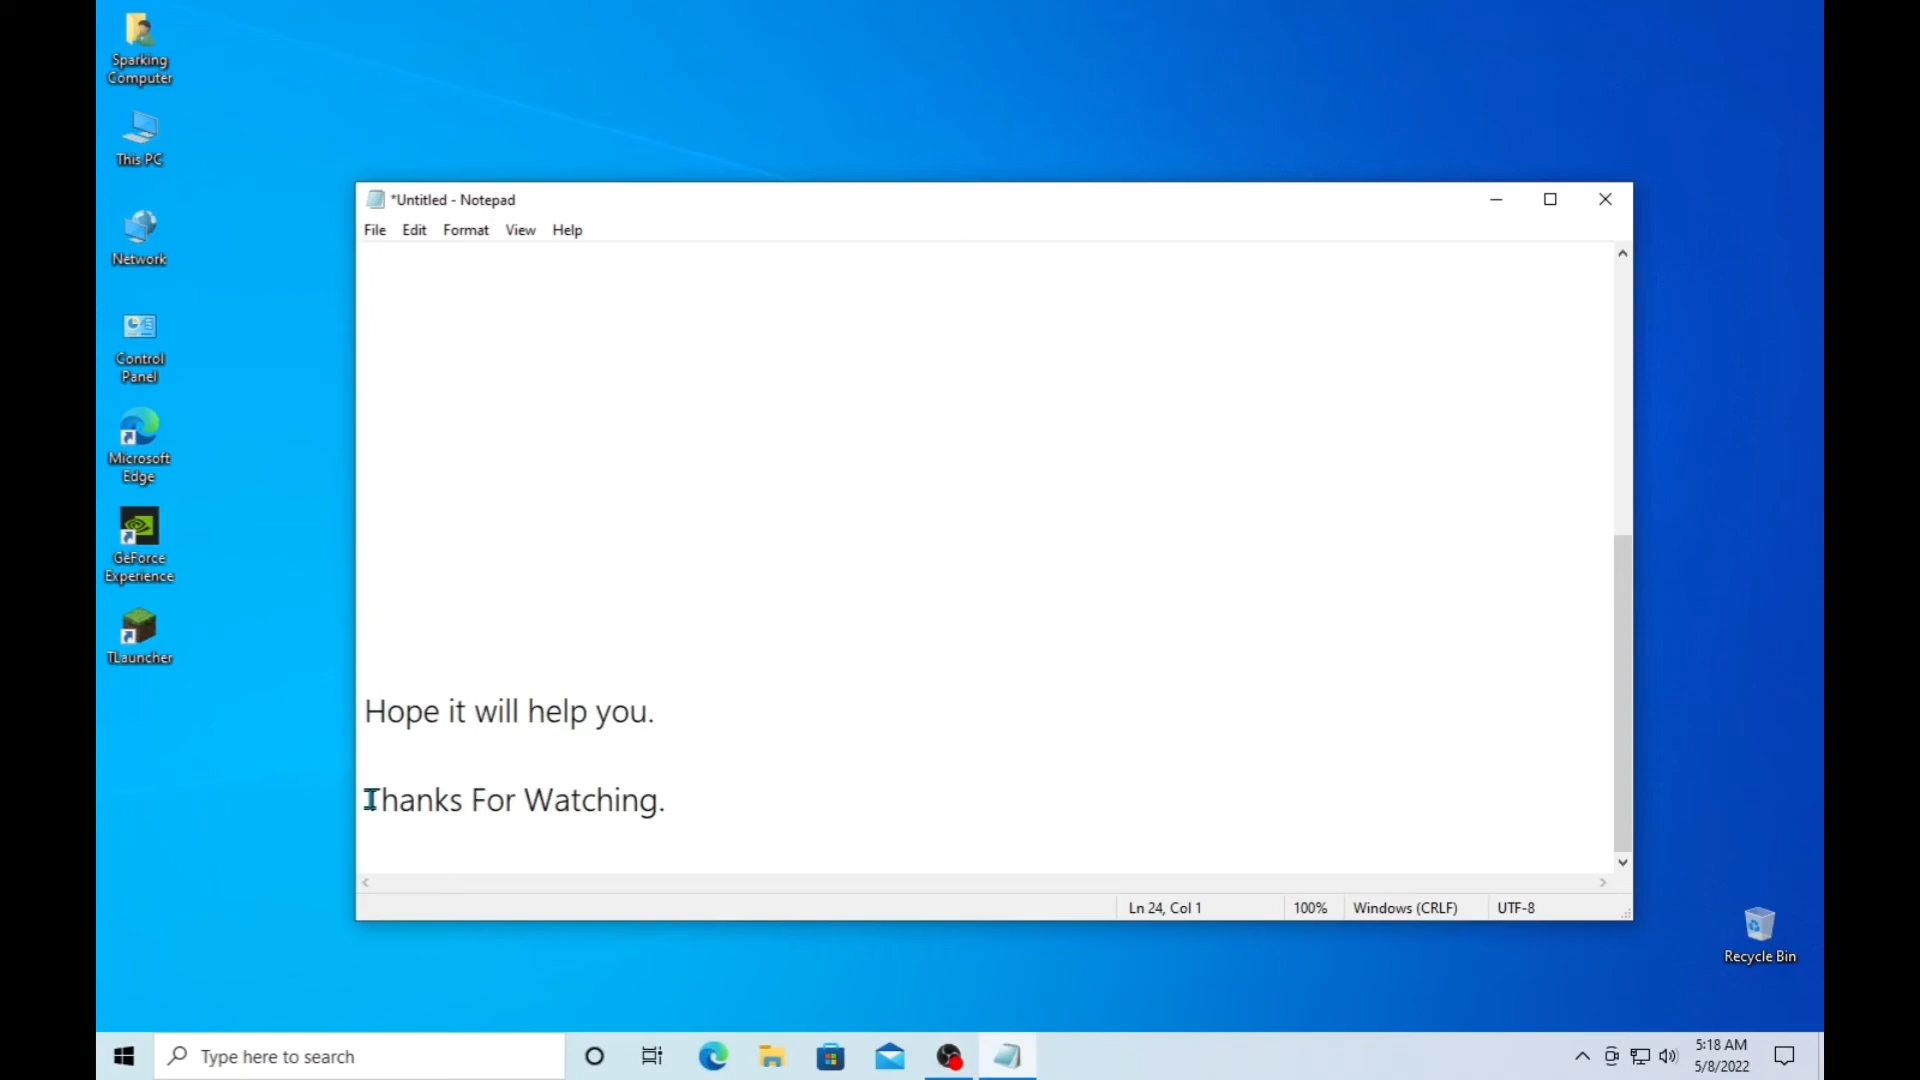 Sparking
Computer
This PC
Network
Control
Panel
Microsoft
Edge
GeForce
Experience
TLauncher
*Untitled - Notepad
File Edit Format View Help
Hope it will help you.
Thanks For Watching.
Ln 24, Col 1 100% Windows (CRLF) UTF-8
Recycle Bin
Type here to search
5:18 AM
5/8/2022